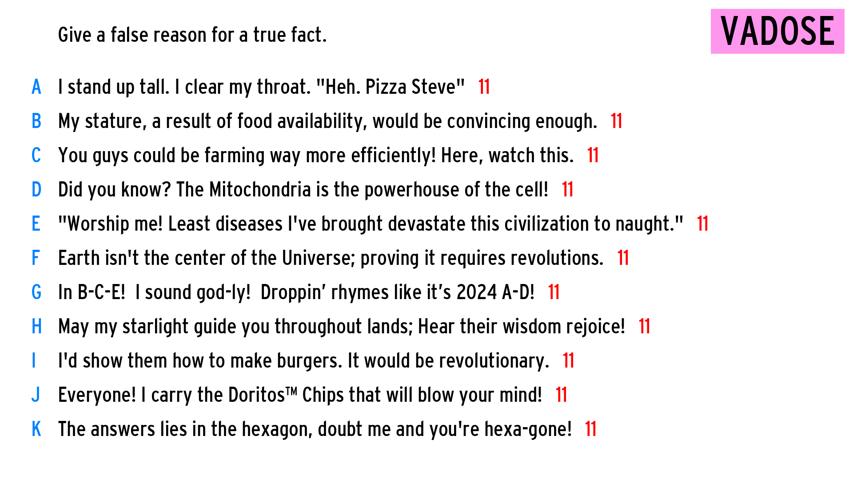 Give a false reason for a true fact.
VADOSE
A I stand up tall. I clear my throat. "Heh. Pizza Steve" 11
B My stature, a result of food availability, would be convincing enough. 11
C You guys could be farming way more efficiently! Here, watch this. 11
D Did you know? The Mitochondria is the powerhouse of the cell! 11
E "Worship me! Least diseases I've brought devastate this civilization to naught." 11
F Earth isn't the center of the Universe; proving it requires revolutions. 11
G In B-C-E! I sound god-ly! Droppin’ rhymes like it’s 2024 A-D! 11
H May my starlight guide you throughout lands; Hear their wisdom rejoice! 11
I I'd show them how to make burgers. It would be revolutionary. 11
J Everyone! I carry the Doritos™ Chips that will blow your mind! 11
K The answers lies in the hexagon, doubt me and you're hexa-gone! 11